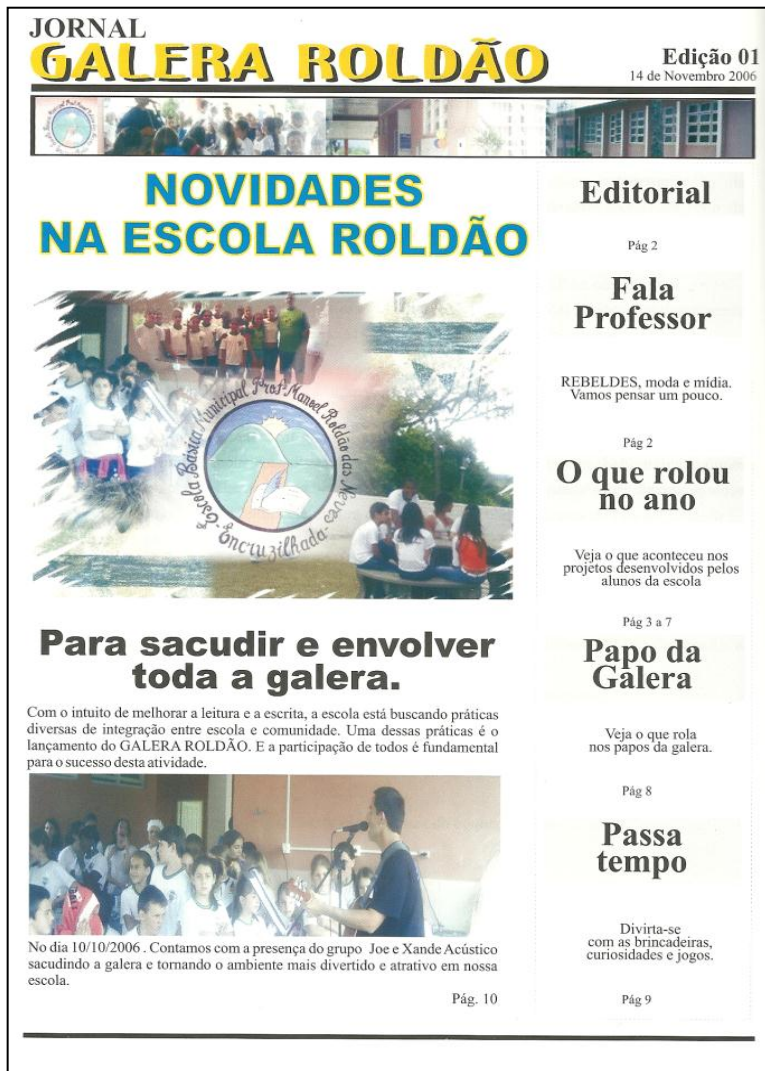 JORNAL
GALERA ROLDÃO
Edição 01
14 de Novembro 2006
NOVIDADES
NA ESCOLA ROLDÃO
Escola Básica Municipal Profº Manoel Roldão das Neves
-Encruzilhada-
Para sacudir e envolver
toda a galera.
Com o intuito de melhorar a leitura e a escrita, a escola está buscando práticas
diversas de integração entre escola e comunidade. Uma dessas práticas é o
lançamento do GALERA ROLDÃO. E a participação de todos é fundamental
para o sucesso desta atividade.
No dia 10/10/2006 . Contamos com a presença do grupo Joe e Xande Acústico
sacudindo a galera e tornando o ambiente mais divertido e atrativo em nossa
escola.
Pág. 10
Editorial
Pág 2
Fala
Professor
REBELDES, moda e mídia.
Vamos pensar um pouco.
Pág 2
O que rolou
no ano
Veja o que aconteceu nos
projetos desenvolvidos pelos
alunos da escola
Pág 3 a 7
Papo da
Galera
Veja o que rola
nos papos da galera.
Pág 8
Passa
tempo
Divirta-se
com as brincadeiras,
curiosidades e jogos.
Pág 9